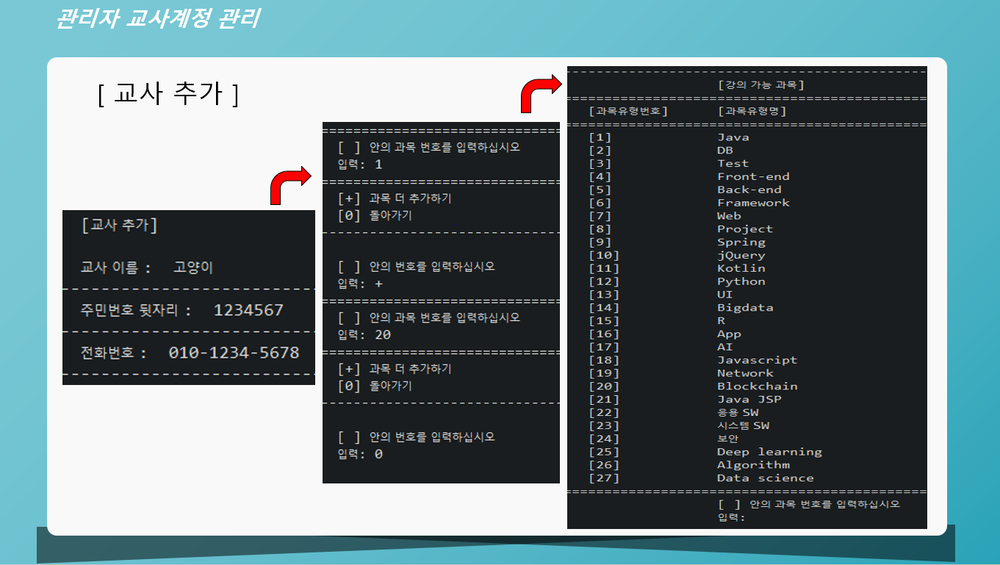 관리자 교사계정 관리
[ 교사 추가 ]
[교사 추가]
교사 이름 : 고양이
주민번호 뒷자리 : 1234567
전화번호 : 010-1234-5678
[ ] 안의 과목 번호를 입력하십시오
입력: 1
[+] 과목 더 추가하기
[0] 돌아가기
[ ] 안의 번호를 입력하십시오
입력: +
[ ] 안의 과목 번호를 입력하십시오
입력: 20
[+] 과목 더 추가하기
[0] 돌아가기
[ ] 안의 번호를 입력하십시오
입력: 0
[강의 가능 과목]
[과목유형번호] [과목유형명]
[1] Java
[2] DB
[3] Test
[4] Front-end
[5] Back-end
[6] Framework
[7] Web
[8] Project
[9] Spring
[10] jQuery
[11] Kotlin
[12] Python
[13] UI
[14] Bigdata
[15] R
[16] App
[17] AI
[18] Javascript
[19] Network
[20] Blockchain
[21] Java JSP
[22] 응용 SW
[23] 시스템 SW
[24] 보안
[25] Deep learning
[26] Algorithm
[27] Data science
[ ] 안의 과목 번호를 입력하십시오
입력: